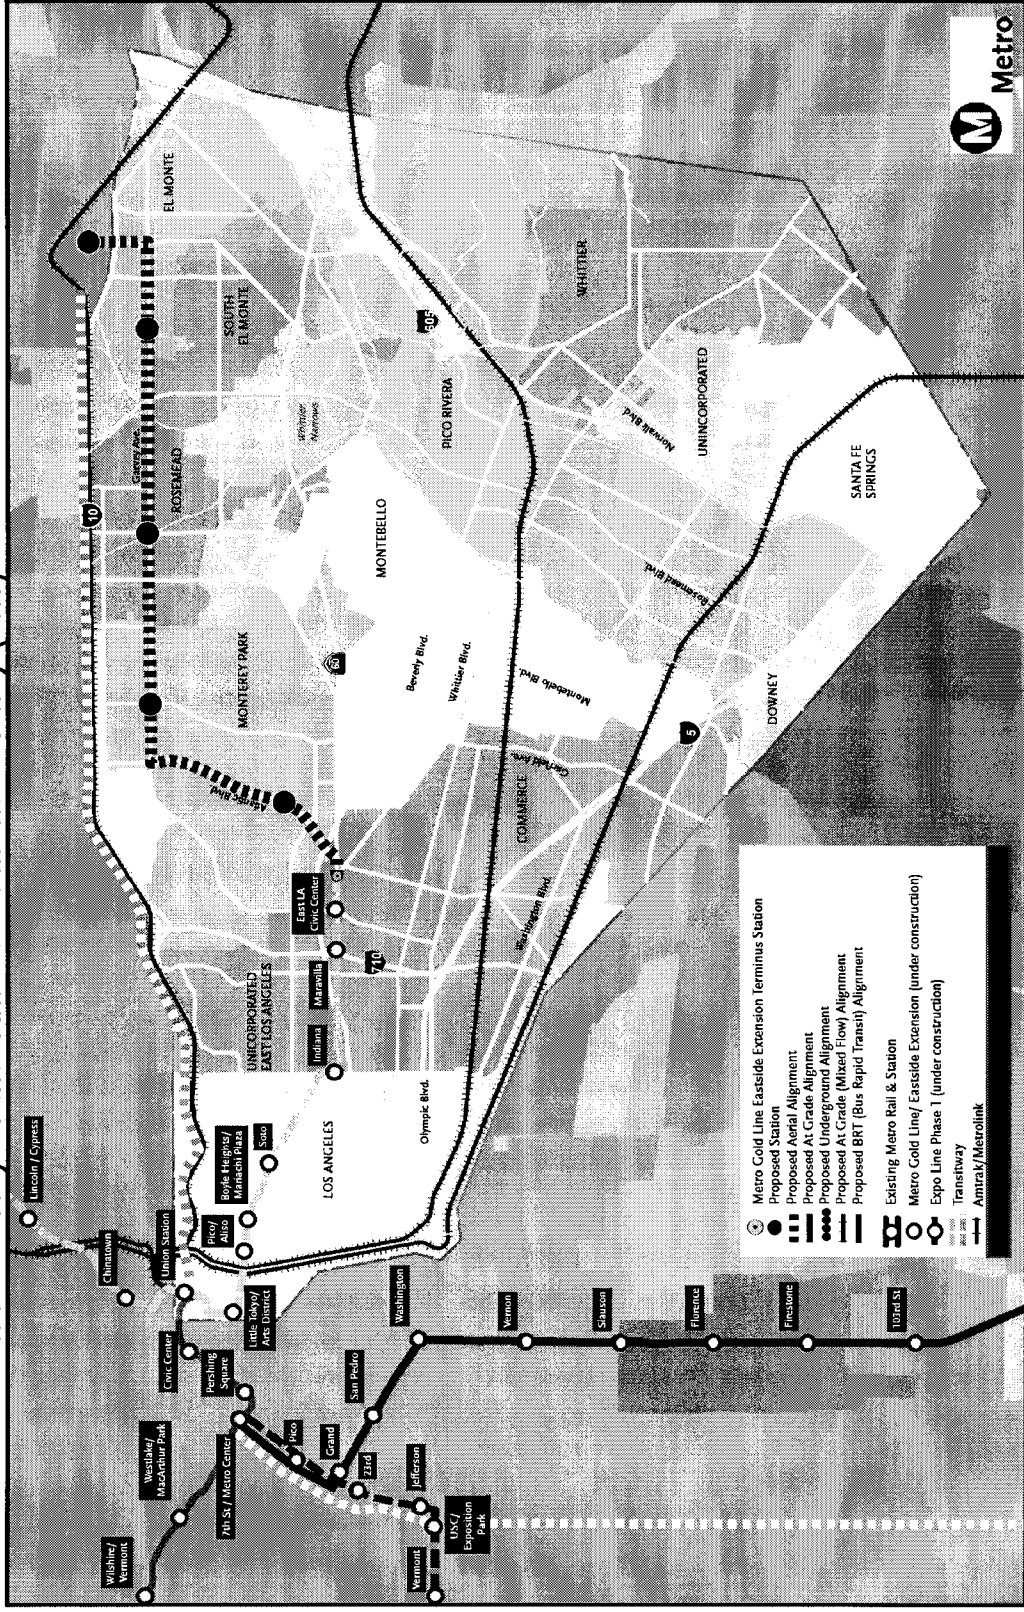 Lincoln / Cypress
Chinatown
Union Station
Civic Center
Pershing
Square
Westlake/
MacArthur Park
Wilshire/
Vermont
7th St / Metro Center
Pico
Grand
23rd
Jefferson
USC/
Exposition
Park
Vermont
San Pedro
Washington
Vernon
Slauson
Florence
Firestone
103rd St
Little Tokyo/
Arts District
Pico/
Aliso
Boyle Heights/
Mariachi Plaza
Soto
Indiana
Maravilla
East LA
Civic Center
LOS ANGELES
UNICORPORATED
EAST LOS ANGELES
Olympic Blvd.
710
Atlantic Blvd.
MONTEREY PARK
10
Garvey Ave.
ROSEMEAD
SOUTH
EL MONTE
EL MONTE
Whittier
Narrows
60
MONTEBELLO
Beverly Blvd.
Whittier Blvd.
Montebello Blvd.
Garfield Ave.
COMMERCE
Washington Blvd.
PICO RIVERA
605
WHITTIER
Norwalk Blvd.
UNINCORPORATED
Rosemead Blvd.
SANTA FE
SPRINGS
DOWNEY
5
Metro Gold Line Eastside Extension Terminus Station
Proposed Station
Proposed Aerial Alignment
Proposed At Grade Alignment
Proposed Underground Alignment
Proposed At Grade (Mixed Flow) Alignment
Proposed BRT (Bus Rapid Transit) Alignment
Existing Metro Rail & Station
Metro Gold Line/ Eastside Extension (under construction)
Expo Line Phase 1 (under construction)
Transitway
Amtrak/Metrolink
M
Metro